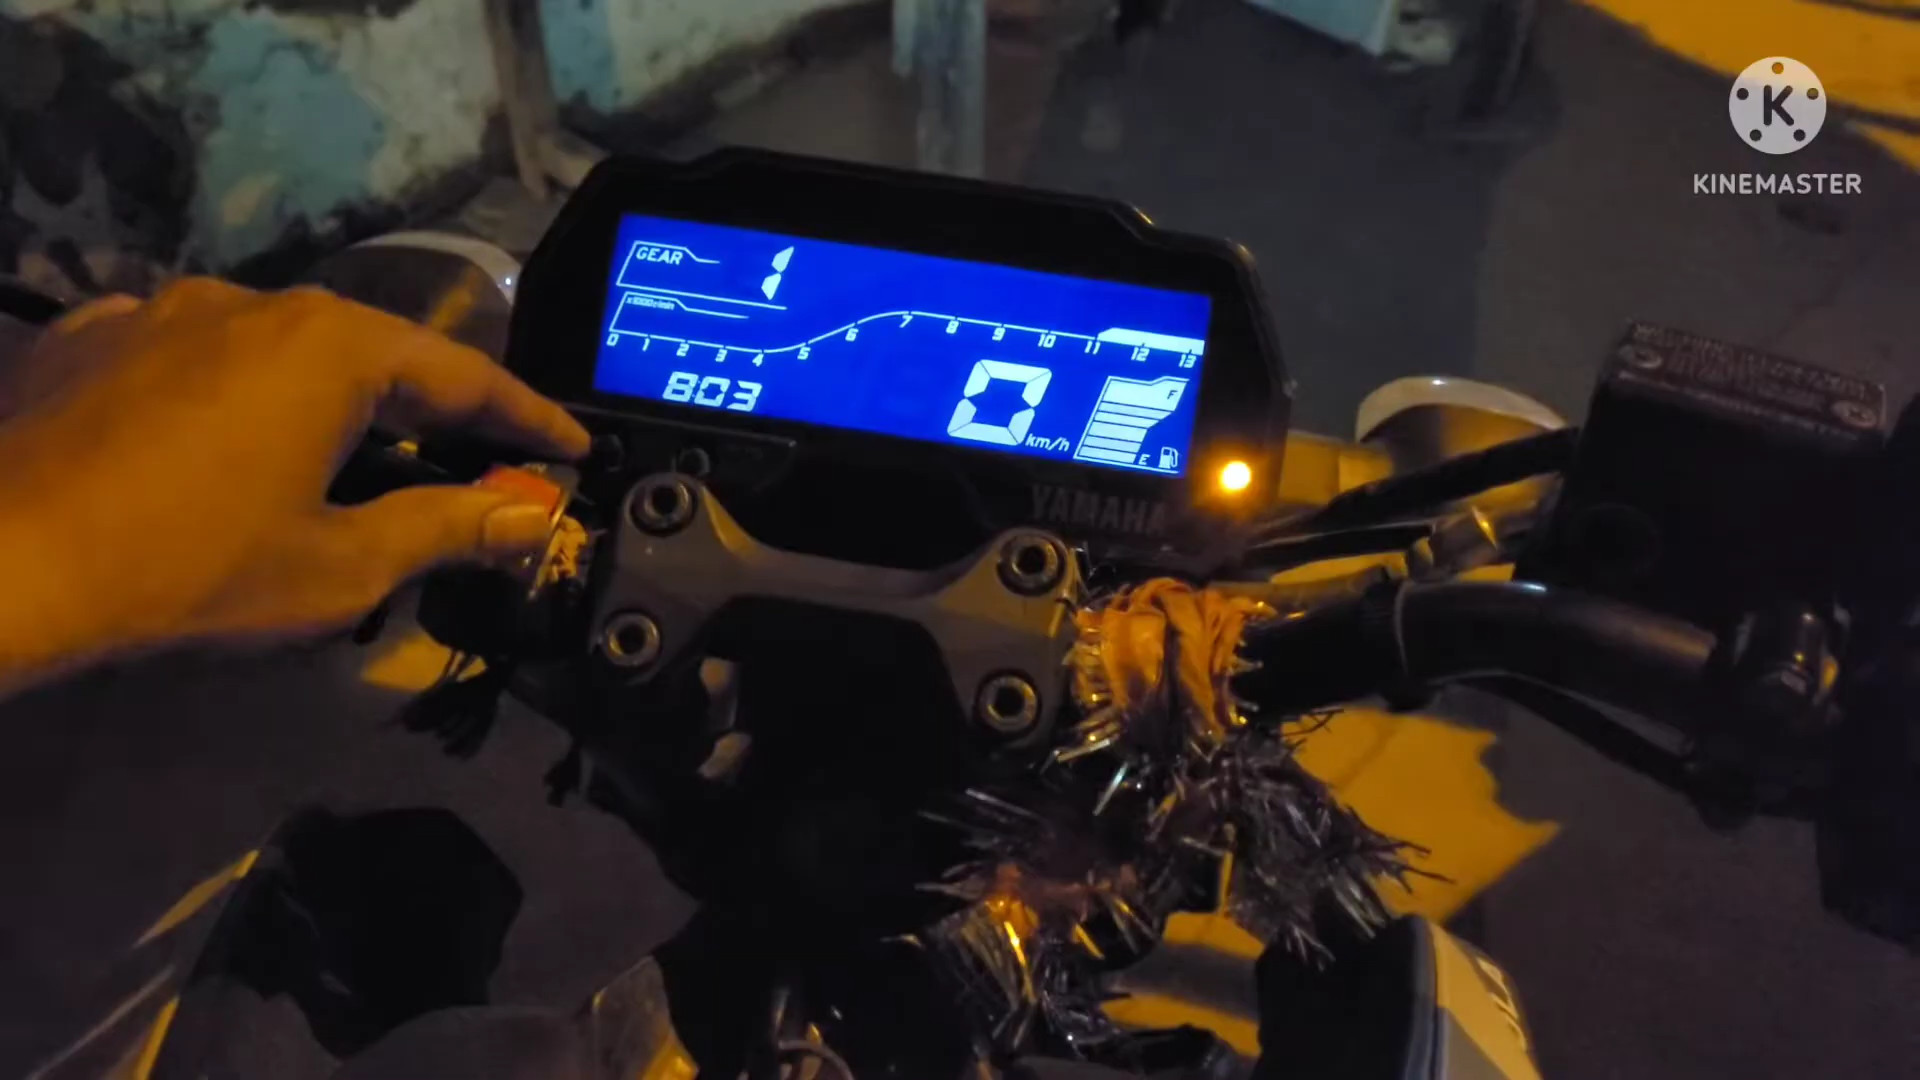 KINEMASTER
GEAR 1
x1000r/min
0 1 2 3 4 5 6 7 8 9 10 11 12 13
803
0 km/h
F
E
YAMAHA